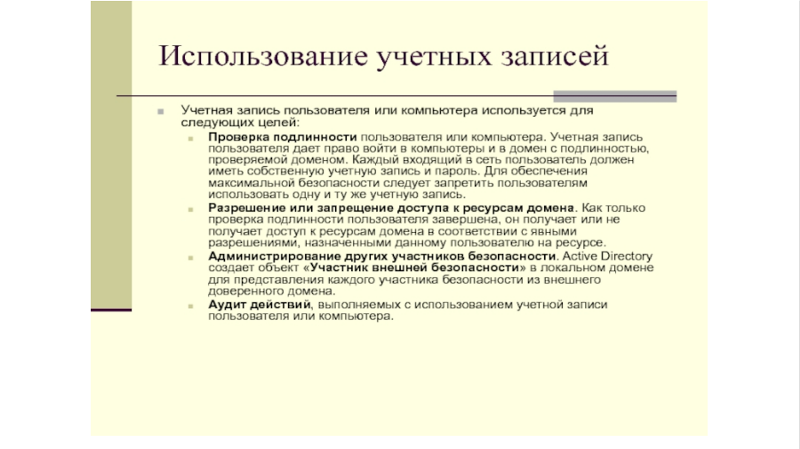 Использование учетных записей
Учетная запись пользователя или компьютера используется для
следующих целей:
Проверка подлинности пользователя или компьютера. Учетная запись
пользователя дает право войти в компьютеры и в домен с подлинностью,
проверяемой доменом. Каждый входящий в сеть пользователь должен
иметь собственную учетную запись и пароль. Для обеспечения
максимальной безопасности следует запретить пользователям
использовать одну и ту же учетную запись.
Разрешение или запрещение доступа к ресурсам домена. Как только
проверка подлинности пользователя завершена, он получает или не
получает доступ к ресурсам домена в соответствии с явными
разрешениями, назначенными данному пользователю на ресурсе.
Администрирование других участников безопасности. Active Directory
создает объект «Участник внешней безопасности» в локальном домене
для представления каждого участника безопасности из внешнего
доверенного домена.
Аудит действий, выполняемых с использованием учетной записи
пользователя или компьютера.